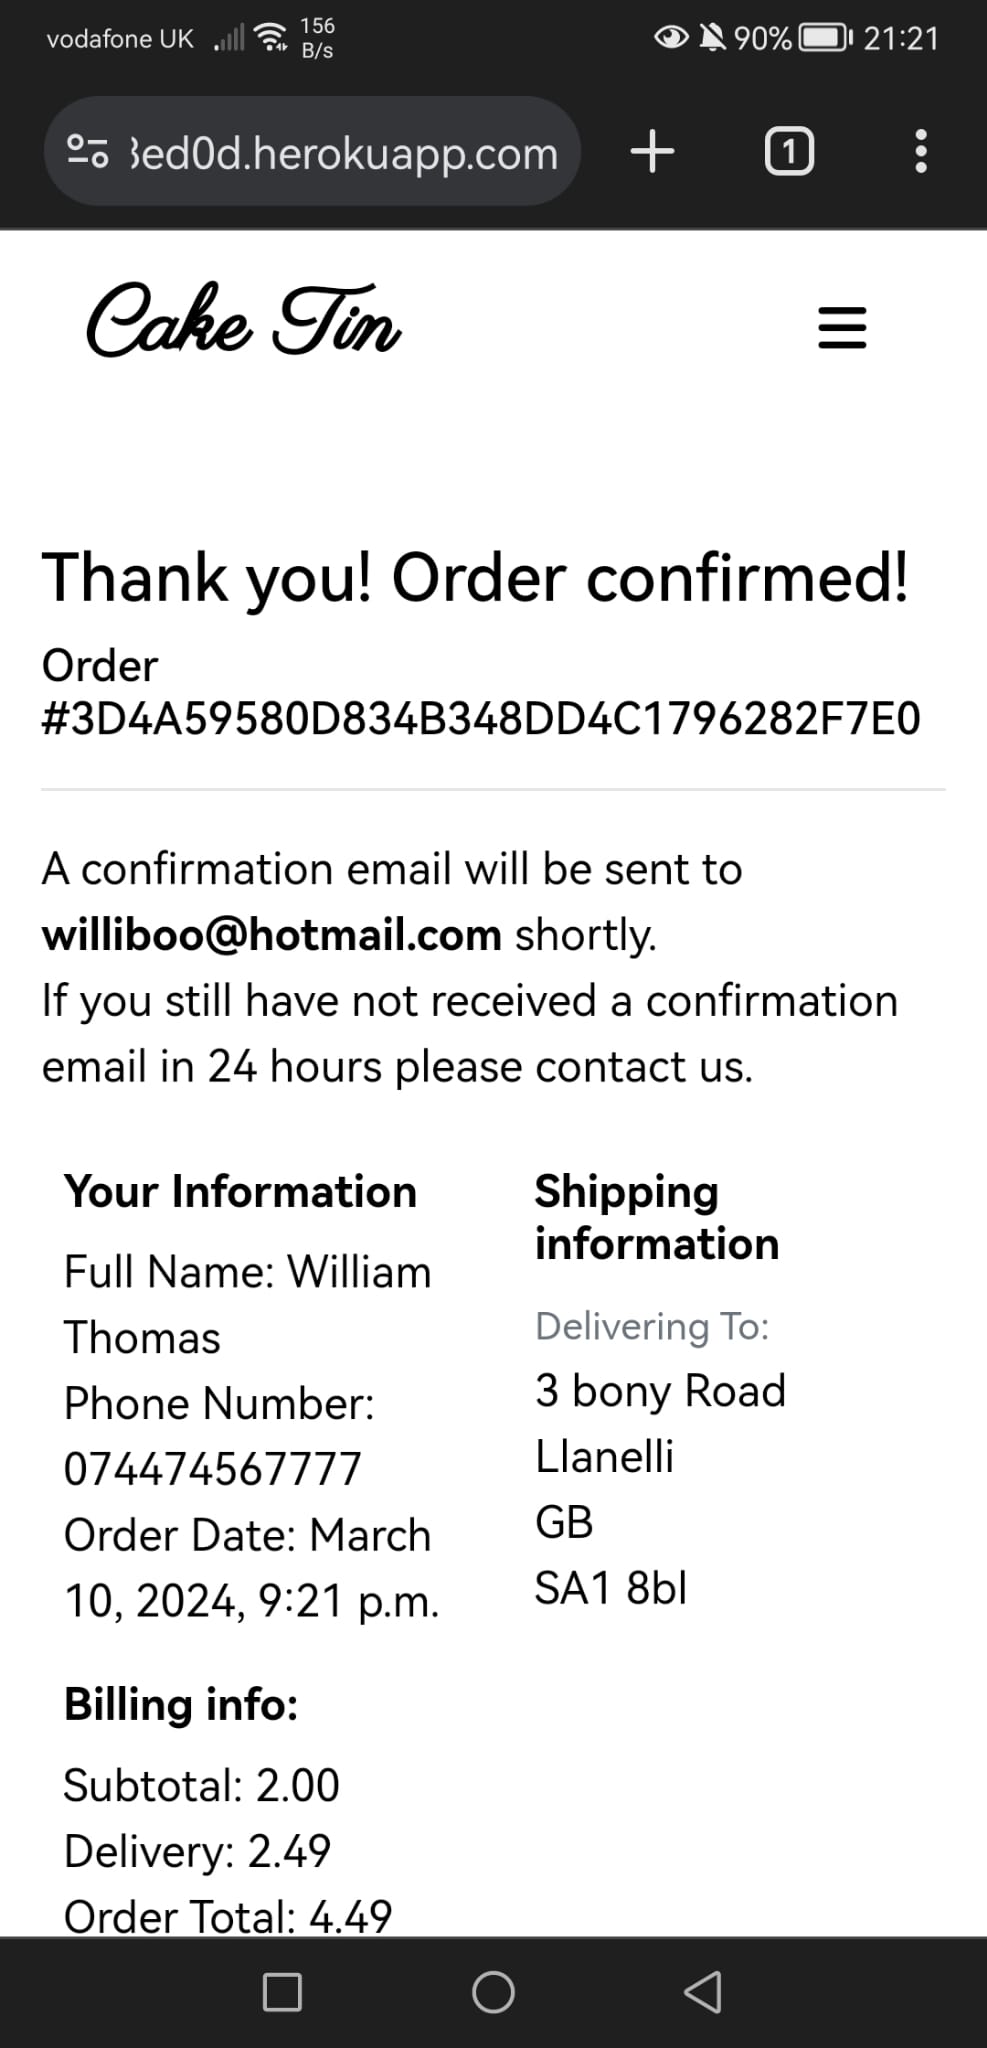 vodafone UK 156 B/s 90% 21:21
3ed0d.herokuapp.com 1
Cake Tin
Thank you! Order confirmed!
Order
#3D4A59580D834B348DD4C1796282F7E0
A confirmation email will be sent to
williboo@hotmail.com shortly.
If you still have not received a confirmation
email in 24 hours please contact us.
Your Information
Full Name: William
Thomas
Phone Number:
074474567777
Order Date: March
10, 2024, 9:21 p.m.
Shipping
information
Delivering To:
3 bony Road
Llanelli
GB
SA1 8bl
Billing info:
Subtotal: 2.00
Delivery: 2.49
Order Total: 4.49